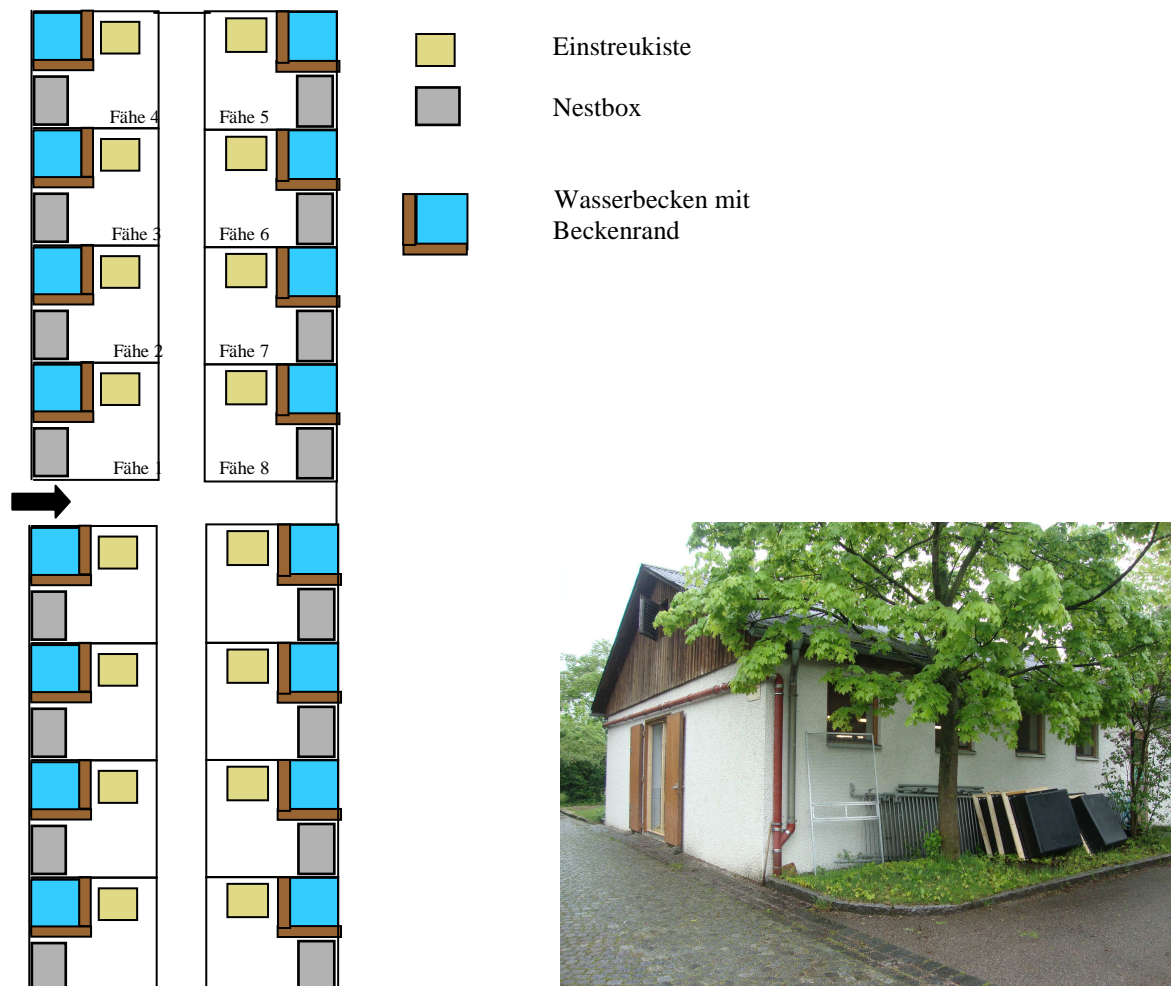 Einstreukiste
Nestbox
Wasserbecken mit
Beckenrand
Fähe 4
Fähe 5
Fähe 3
Fähe 6
Fähe 2
Fähe 7
Fähe 1
Fähe 8